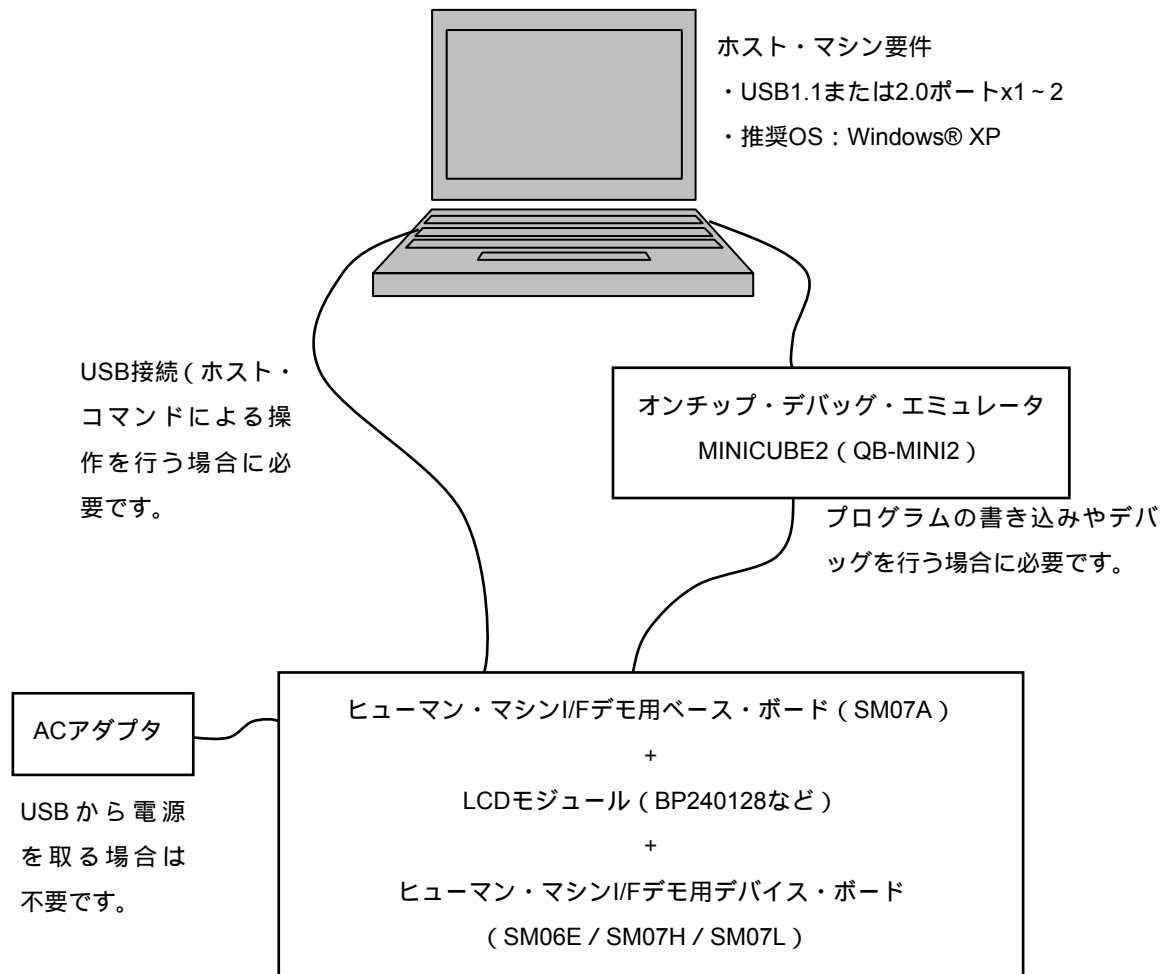 ホスト・マシン要件
・USB1.1または2.0ポートx1~2
・推奨OS:Windows® XP
USB接続(ホスト・
コマンドによる操
作を行う場合に必
要です。
オンチップ・デバッグ・エミュレータ
MINICUBE2(QB-MINI2)
プログラムの書き込みやデバ
ッグを行う場合に必要です。
ACアダプタ
USBから電源
を取る場合は
不要です。
ヒューマン・マシンI/Fデモ用ベース・ボード(SM07A)
+
LCDモジュール(BP240128など)
+
ヒューマン・マシンI/Fデモ用デバイス・ボード
(SM06E/SM07H/SM07L)